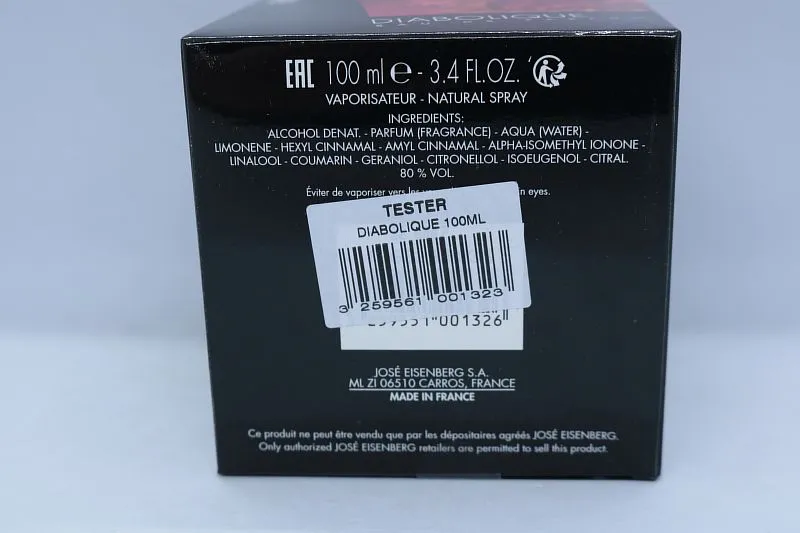 DIABOLIQUE
EAC 100 ml ℮ - 3.4 FL.OZ.
VAPORISATEUR - NATURAL SPRAY
INGREDIENTS:
ALCOHOL DENAT. - PARFUM (FRAGRANCE) - AQUA (WATER) -
LIMONENE - HEXYL CINNAMAL - AMYL CINNAMAL - ALPHA-ISOMETHYL IONONE -
LINALOOL - COUMARIN - GERANIOL - CITRONELLOL - ISOEUGENOL - CITRAL.
80 % VOL.
Éviter de vaporiser vers les eyes.
TESTER
DIABOLIQUE 100ML
3 259561 001323
001326
JOSÉ EISENBERG S.A.
ML ZI 06510 CARROS, FRANCE
MADE IN FRANCE
Ce produit ne peut être vendu que par les dépositaires agréés JOSÉ EISENBERG.
Only authorized JOSÉ EISENBERG retailers are permitted to sell this product.